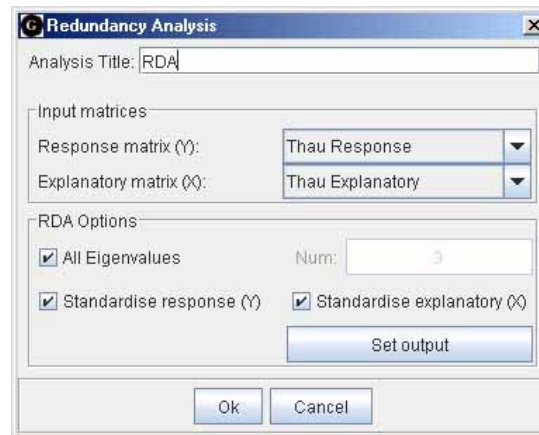 G Redundancy Analysis
Analysis Title: RDA
Input matrices
Response matrix (Y): Thau Response
Explanatory matrix (X): Thau Explanatory
RDA Options
All Eigenvalues Num: 3
Standardise response (Y) Standardise explanatory (X)
Set output
Ok Cancel